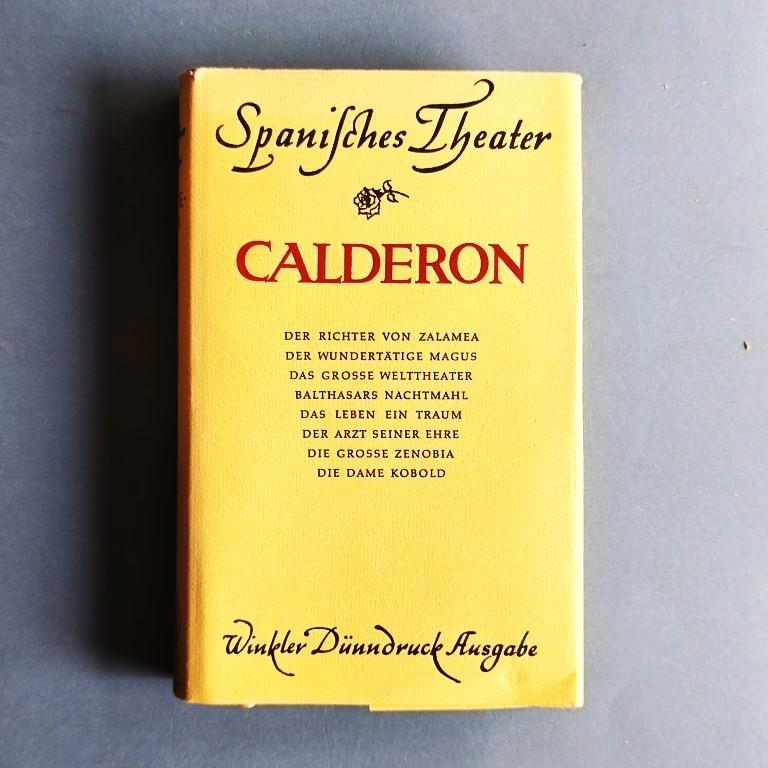 Spaniſches Theater
CALDERON
DER RICHTER VON ZALAMEA
DER WUNDERTÄTIGE MAGUS
DAS GROSSE WELTTHEATER
BALTHASARS NACHTMAHL
DAS LEBEN EIN TRAUM
DER ARZT SEINER EHRE
DIE GROSSE ZENOBIA
DIE DAME KOBOLD
Winkler Dünndruck Ausgabe